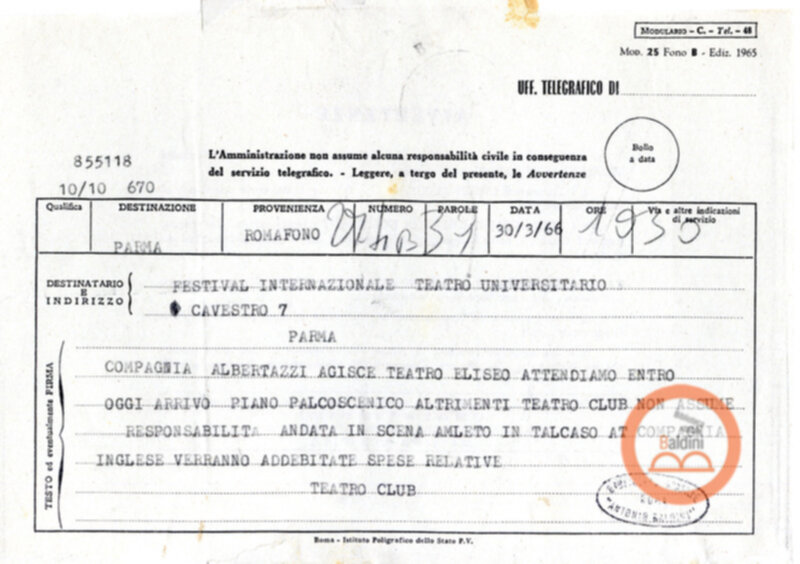 MODULARIO - C. - Tel. - 48
Mod. 25 Fono B - Ediz. 1965
UFF. TELEGRAFICO DI
L'Amministrazione non assume alcuna responsabilità civile in conseguenza
del servizio telegrafico. - Leggere, a tergo del presente, le Avvertenze
Bollo
a data
855118
10/10 670
Qualifica DESTINAZIONE PROVENIENZA NUMERO PAROLE DATA ORE Via e altre indicazioni
di servizio
PARMA ROMAFONO 39 30/3/66 1930
DESTINATARIO
E
INDIRIZZO
FESTIVAL INTERNAZIONALE TEATRO UNIVERSITARIO
CAVESTRO 7
PARMA
TESTO ed eventualmente FIRMA
COMPAGNIA ALBERTAZZI AGISCE TEATRO ELISEO ATTENDIAMO ENTRO
OGGI ARRIVO PIANO PALCOSCENICO ALTRIMENTI TEATRO CLUB NON ASSUME
RESPONSABILITA ANDATA IN SCENA AMLETO IN TALCASO AT COMPAGNIA
INGLESE VERRANNO ADDEBITATE SPESE RELATIVE
TEATRO CLUB
Baldini
"ANTONIO BALDINI"
Roma - Istituto Poligrafico dello Stato P.V.